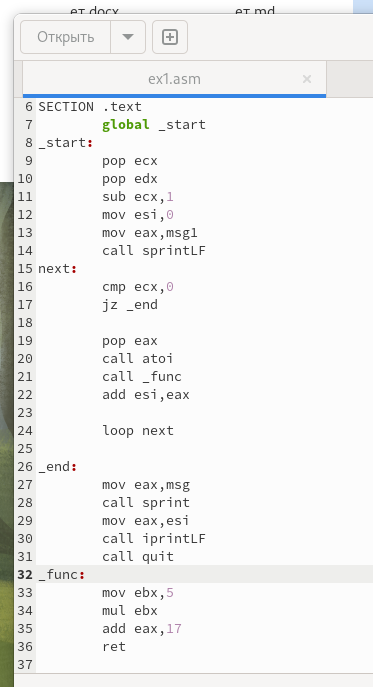 ет.docx ет.md
Открыть
ex1.asm ×
6 SECTION .text
7 global _start
8 _start:
9 pop ecx
10 pop edx
11 sub ecx,1
12 mov esi,0
13 mov eax,msg1
14 call sprintLF
15 next:
16 cmp ecx,0
17 jz _end
18
19 pop eax
20 call atoi
21 call _func
22 add esi,eax
23
24 loop next
25
26 _end:
27 mov eax,msg
28 call sprint
29 mov eax,esi
30 call iprintLF
31 call quit
32 _func:
33 mov ebx,5
34 mul ebx
35 add eax,17
36 ret
37